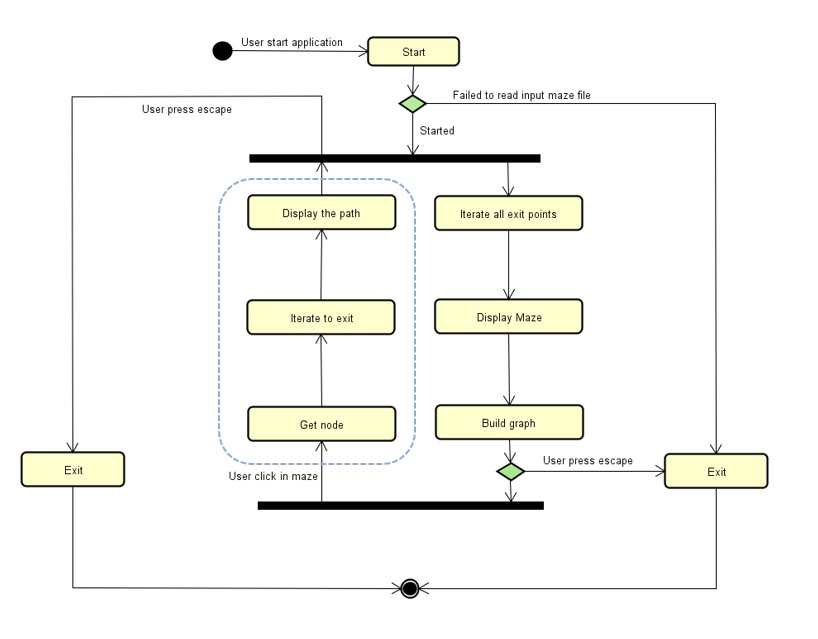 User start application
Start
Failed to read input maze file
User press escape
Started
Display the path
Iterate all exit points
Iterate to exit
Display Maze
Get node
Build graph
User press escape
Exit
User click in maze
Exit